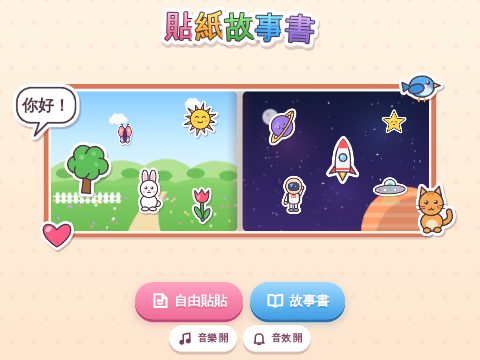 貼紙故事書
你好！
自由貼貼
故事書
音樂 開
音效 開